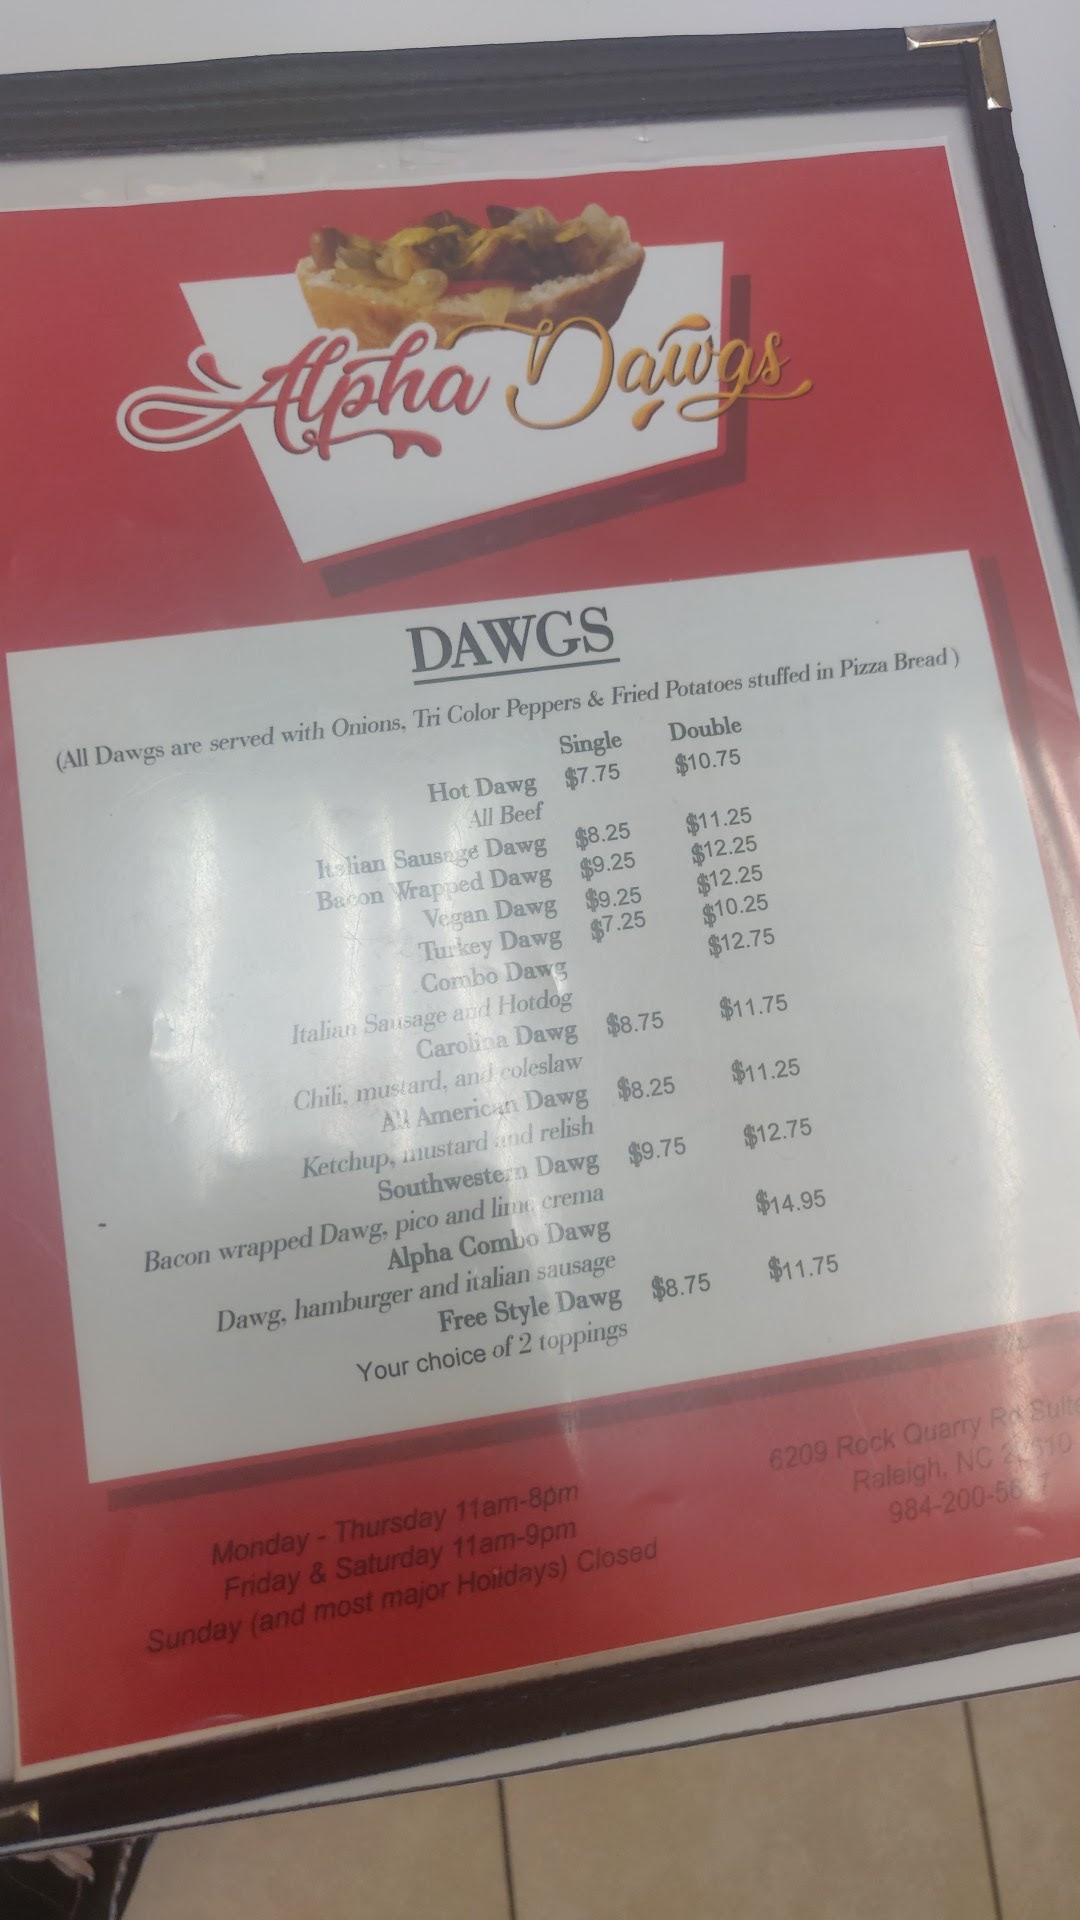 Alpha Dawgs
DAWGS
(All Dawgs are served with Onions, Tri Color Peppers & Fried Potatoes stuffed in Pizza Bread )
Single Double
Hot Dawg $7.75 $10.75
All Beef
Italian Sausage Dawg $8.25 $11.25
Bacon Wrapped Dawg $9.25 $12.25
Vegan Dawg $9.25 $12.25
Turkey Dawg $7.25 $10.25
Combo Dawg $12.75
Italian Sausage and Hotdog
Carolina Dawg $8.75 $11.75
Chili, mustard, and coleslaw
All American Dawg $8.25 $11.25
Ketchup, mustard and relish
Southwestern Dawg $9.75 $12.75
Bacon wrapped Dawg, pico and lime crema
Alpha Combo Dawg $14.95
Dawg, hamburger and italian sausage
Free Style Dawg $8.75 $11.75
Your choice of 2 toppings
Monday - Thursday 11am-8pm
Friday & Saturday 11am-9pm
Sunday (and most major Holidays) Closed
6209 Rock Quarry Rd Suite
Raleigh, NC